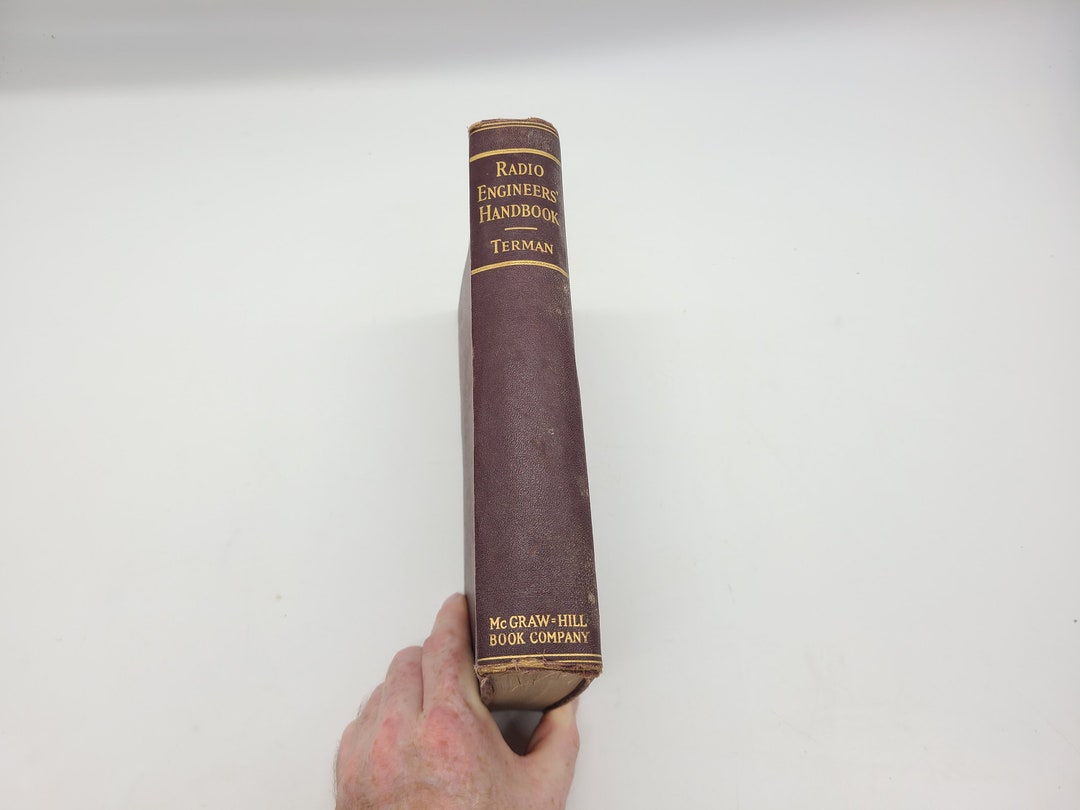 RADIO
ENGINEERS'
HANDBOOK
TERMAN
McGRAW=HILL
BOOK COMPANY